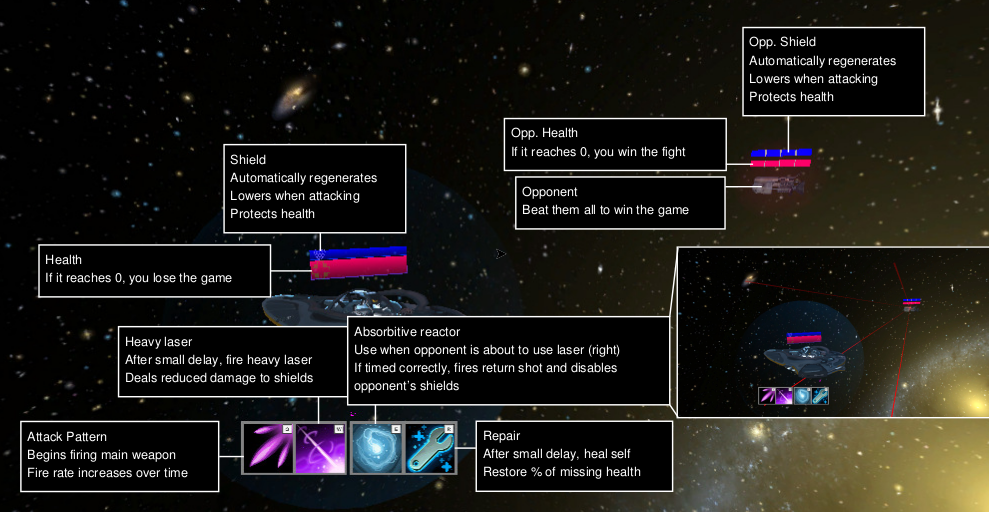 Opp. Shield
Automatically regenerates
Lowers when attacking
Protects health
Opp. Health
If it reaches 0, you win the fight
Opponent
Beat them all to win the game
Shield
Automatically regenerates
Lowers when attacking
Protects health
Health
If it reaches 0, you lose the game
Heavy laser
After small delay, fire heavy laser
Deals reduced damage to shields
Absorbitive reactor
Use when opponent is about to use laser (right)
If timed correctly, fires return shot and disables
opponent's shields
Attack Pattern
Begins firing main weapon
Fire rate increases over time
Q
W
E
R
Repair
After small delay, heal self
Restore % of missing health